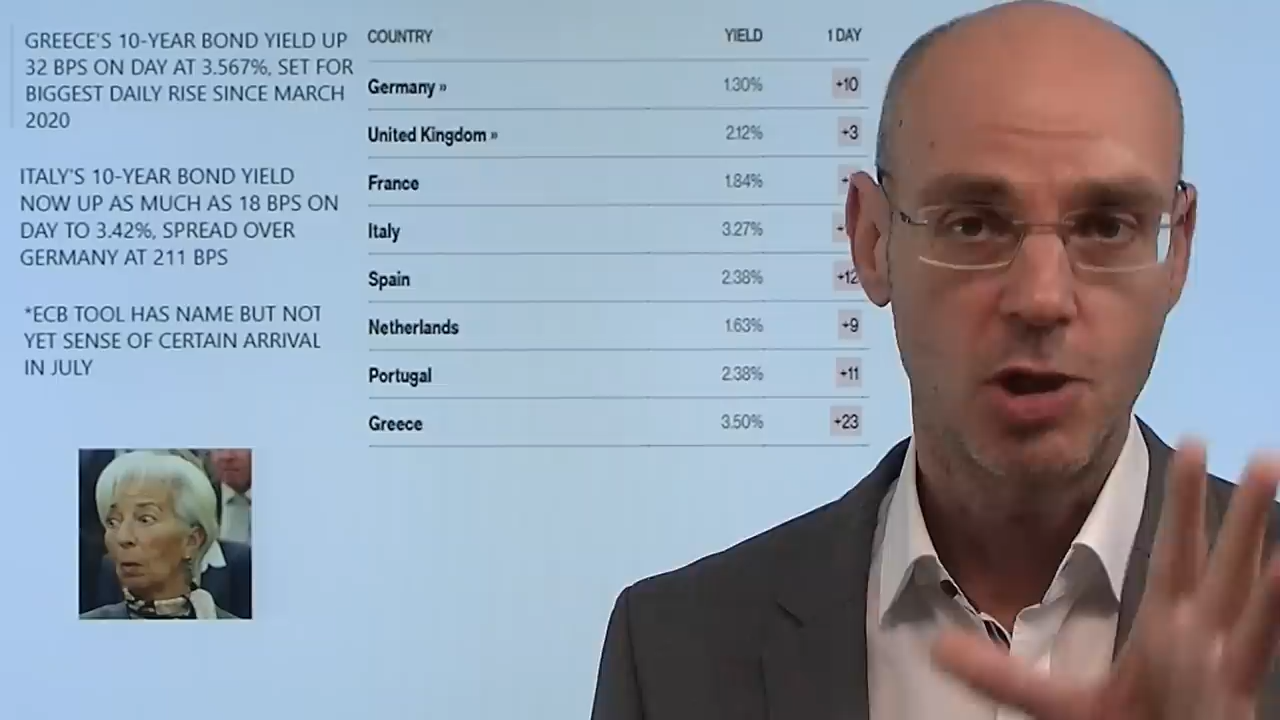 GREECE'S 10-YEAR BOND YIELD UP
32 BPS ON DAY AT 3.567%, SET FOR
BIGGEST DAILY RISE SINCE MARCH
2020
ITALY'S 10-YEAR BOND YIELD
NOW UP AS MUCH AS 18 BPS ON
DAY TO 3.42%, SPREAD OVER
GERMANY AT 211 BPS
*ECB TOOL HAS NAME BUT NOT
YET SENSE OF CERTAIN ARRIVAL
IN JULY
COUNTRY YIELD 1 DAY
Germany » 1.30% +10
United Kingdom » 2.12% +3
France 1.84%
Italy 3.27%
Spain 2.38% +12
Netherlands 1.63% +9
Portugal 2.38% +11
Greece 3.50% +23